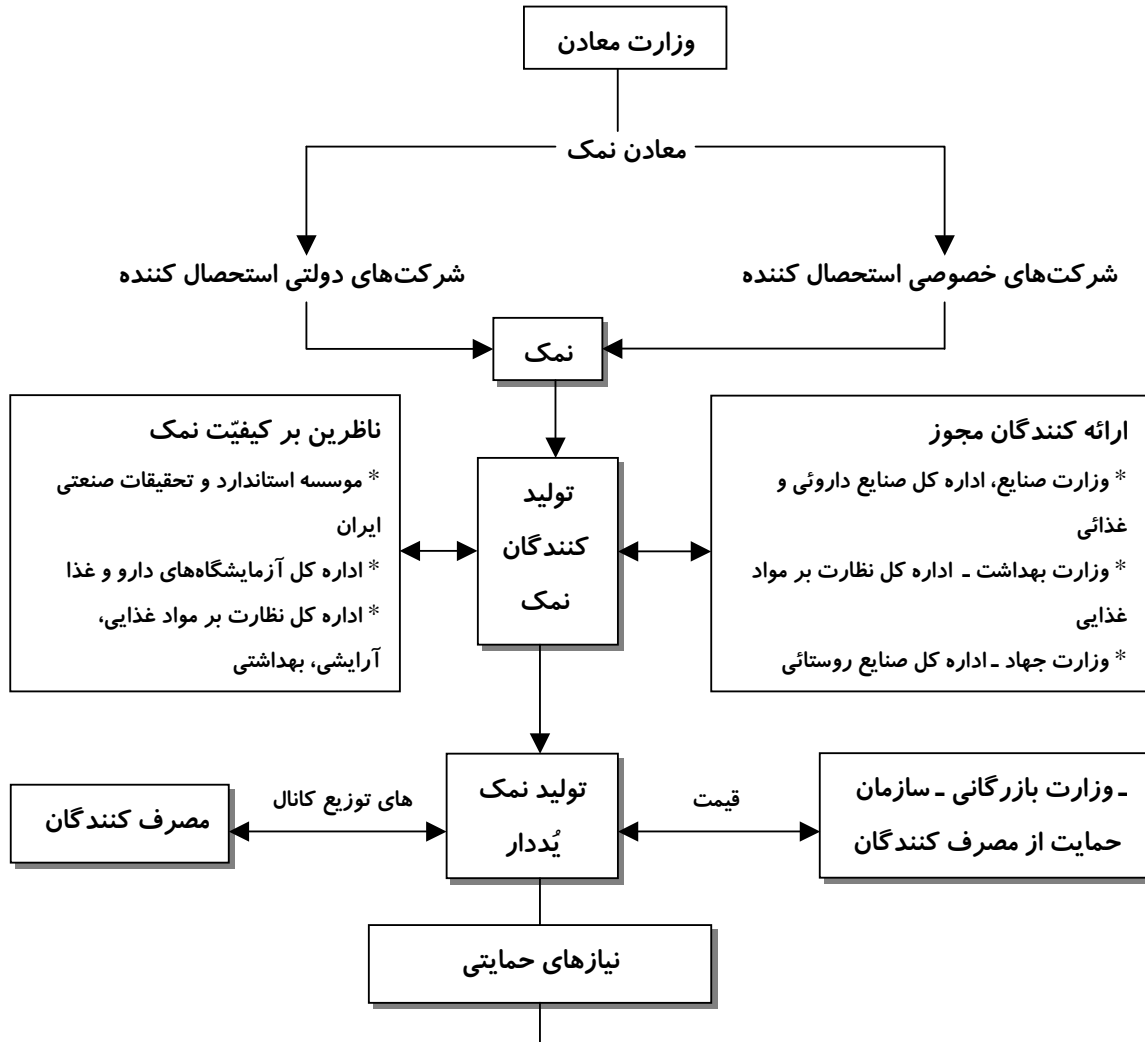 وزارت معادن
معادن نمک
شرکت‌های خصوصی استحصال کننده
شرکت‌های دولتی استحصال کننده
نمک
ارائه کنندگان مجوز
* وزارت صنایع، اداره کل صنایع داروئی و
غذائی
* وزارت بهداشت ـ اداره کل نظارت بر مواد
غذایی
* وزارت جهاد ـ اداره کل صنایع روستائی
تولید
کنندگان
نمک
ناظرین بر کیفیّت نمک
* موسسه استاندارد و تحقیقات صنعتی
ایران
* اداره کل آزمایشگاه‌های دارو و غذا
* اداره کل نظارت بر مواد غذایی،
آرایشی، بهداشتی
ـ وزارت بازرگانی ـ سازمان
حمایت از مصرف کنندگان
قیمت
تولید نمک
یُددار
های توزیع کانال
مصرف کنندگان
نیازهای حمایتی